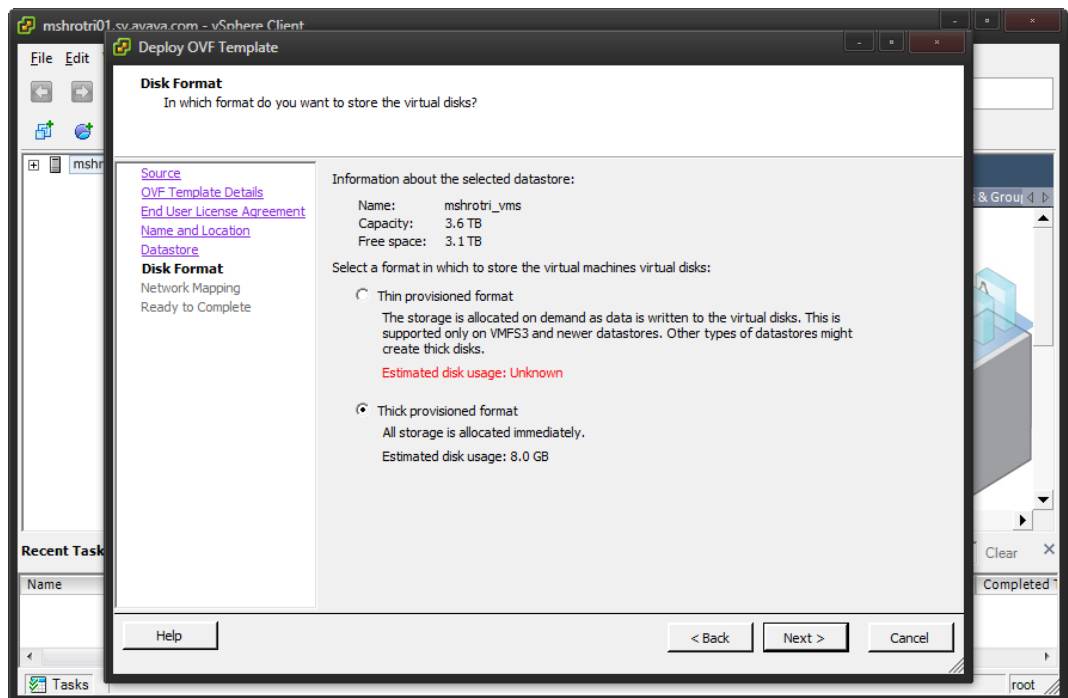 mshrotri01.sv.avaya.com - vSphere Client
Deploy OVF Template
File Edit
Disk Format
In which format do you want to store the virtual disks?
mshr
& Grou
Source
OVF Template Details
End User License Agreement
Name and Location
Datastore
Disk Format
Network Mapping
Ready to Complete
Information about the selected datastore:
Name: mshrotri_vms
Capacity: 3.6 TB
Free space: 3.1 TB
Select a format in which to store the virtual machines virtual disks:
Thin provisioned format
The storage is allocated on demand as data is written to the virtual disks. This is
supported only on VMFS3 and newer datastores. Other types of datastores might
create thick disks.
Estimated disk usage: Unknown
Thick provisioned format
All storage is allocated immediately.
Estimated disk usage: 8.0 GB
Recent Task
Clear
Name
Completed T
Help
< Back
Next >
Cancel
Tasks
root